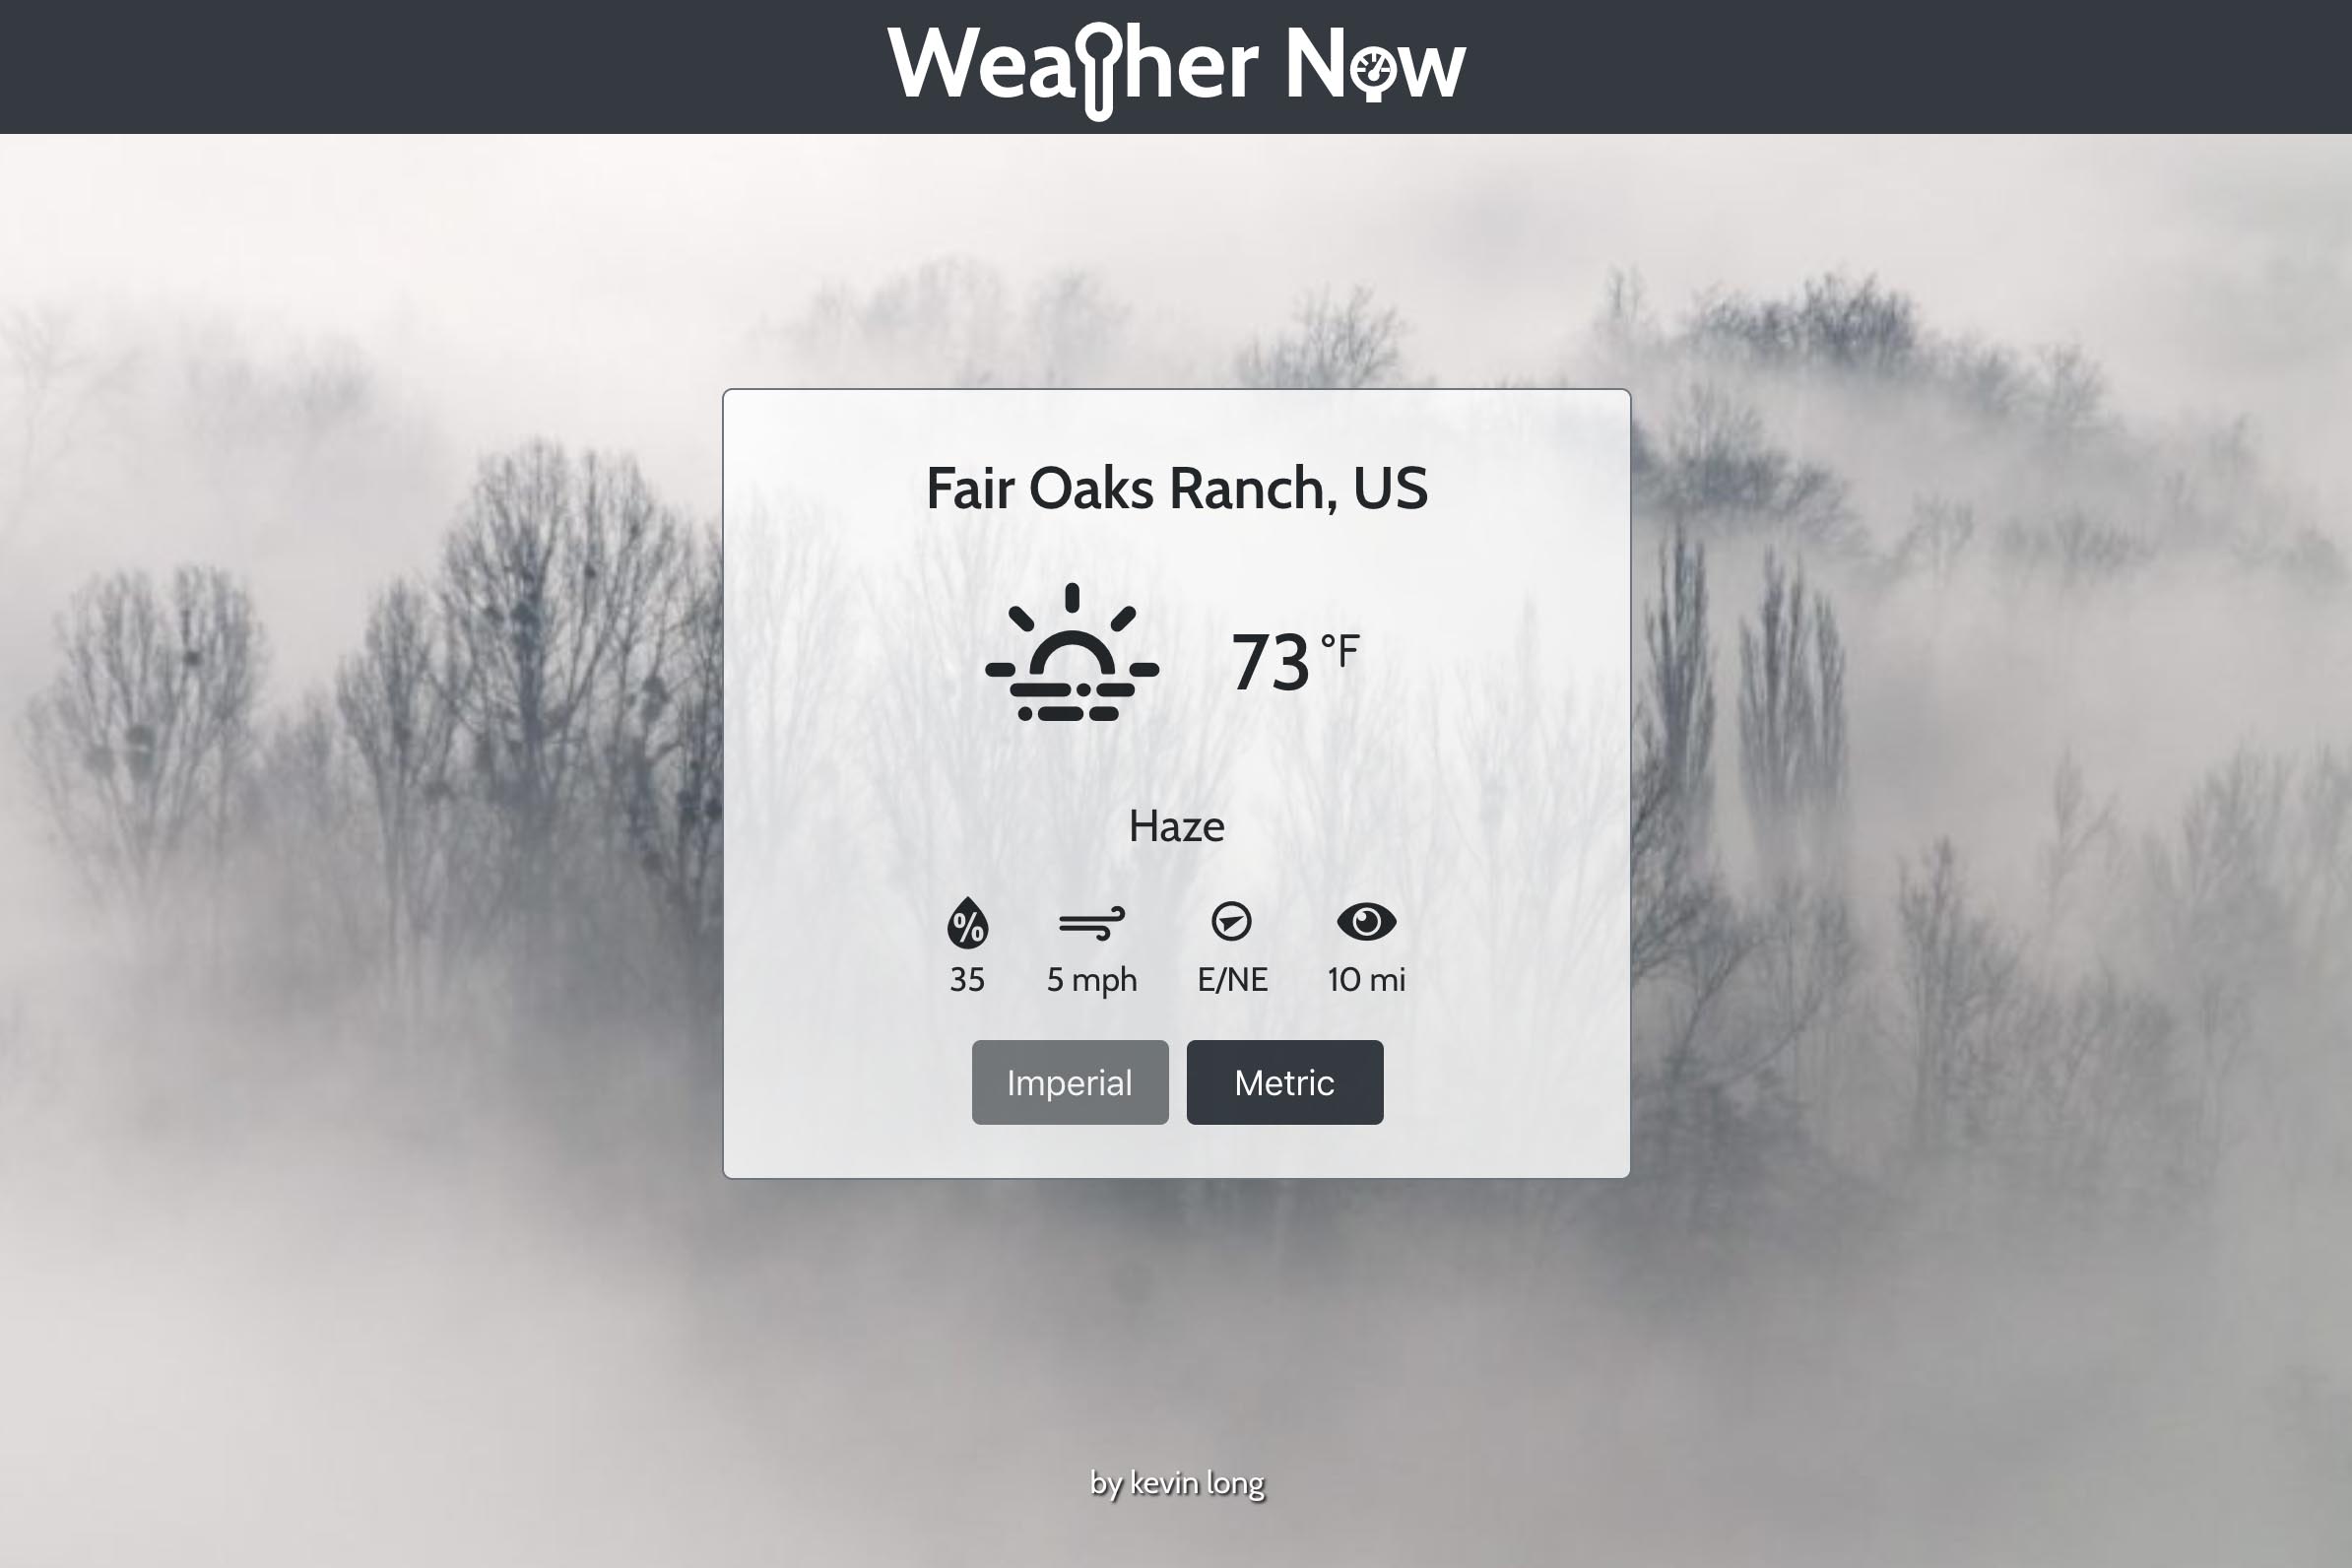 Weather Now
Fair Oaks Ranch, US
73 °F
Haze
%
35 5 mph E/NE 10 mi
Imperial Metric
by kevin long